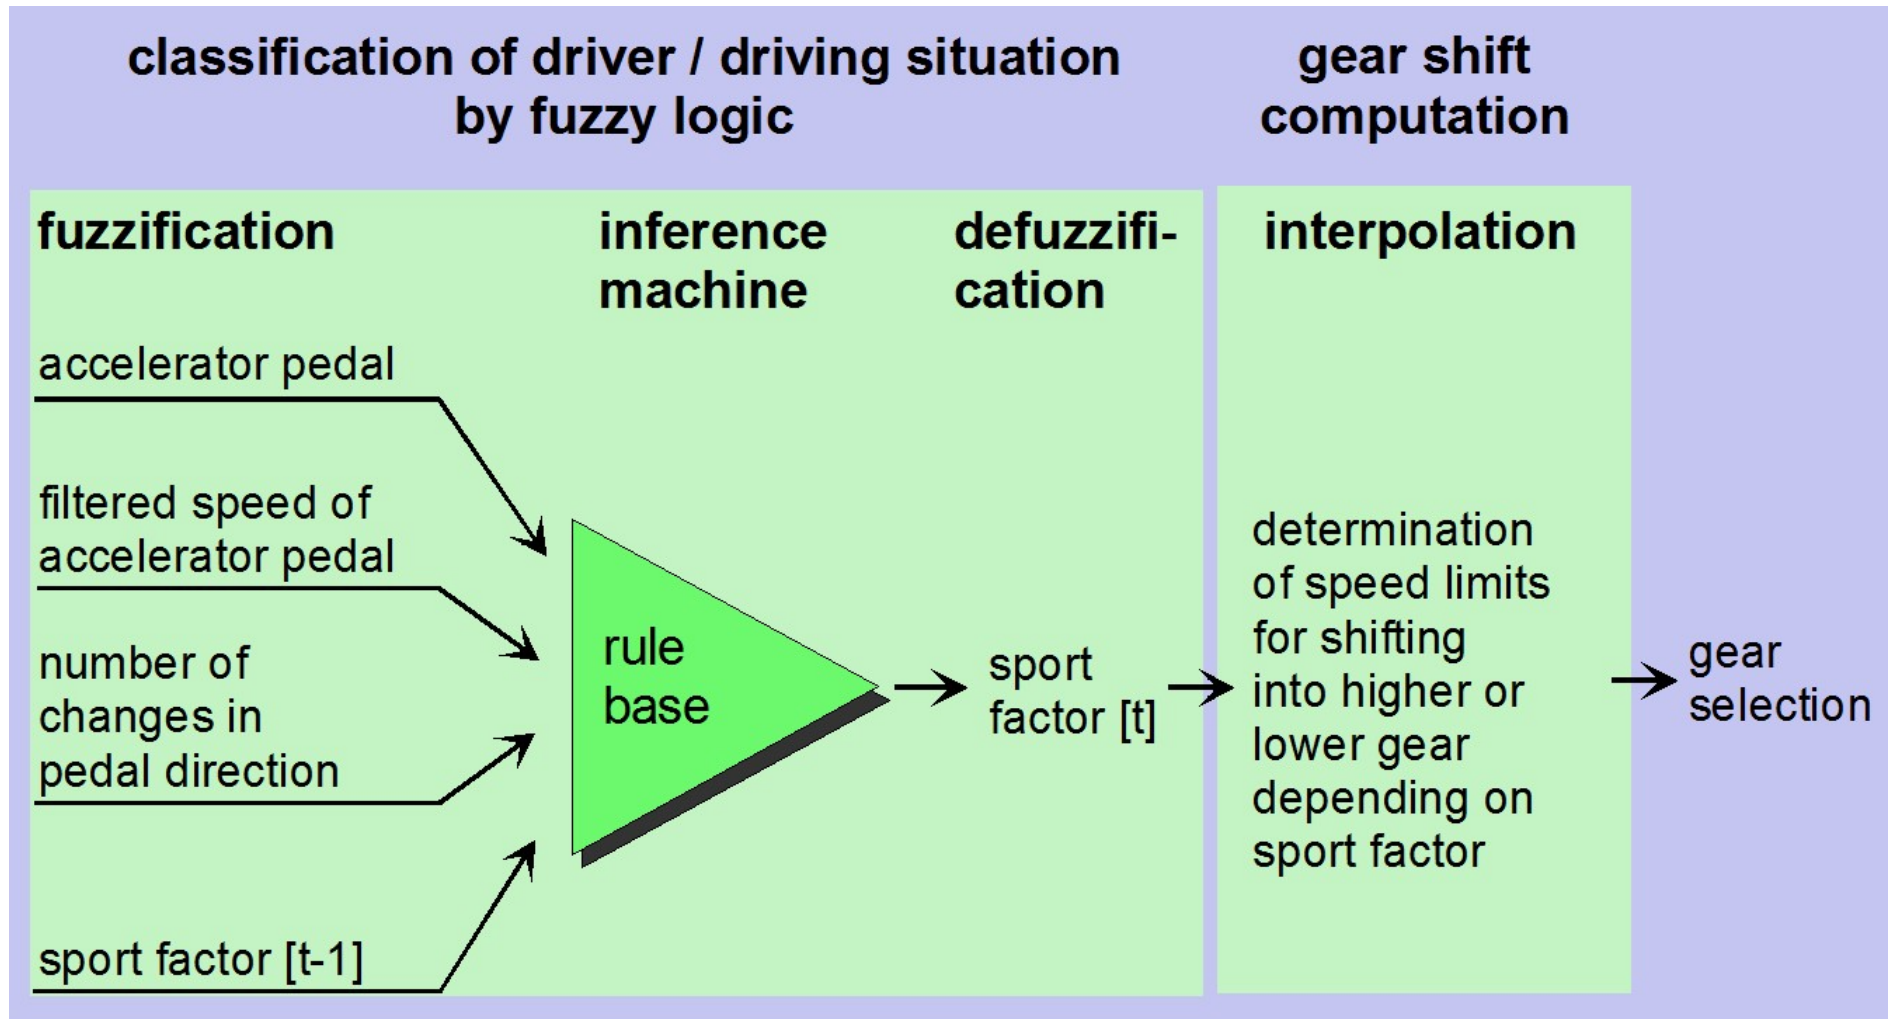 classification of driver / driving situation
by fuzzy logic
gear shift
computation
fuzzification
inference
machine
defuzzifi-
cation
interpolation
accelerator pedal
filtered speed of
accelerator pedal
number of
changes in
pedal direction
sport factor [t-1]
rule
base
sport
factor [t]
determination
of speed limits
for shifting
into higher or
lower gear
depending on
sport factor
gear
selection